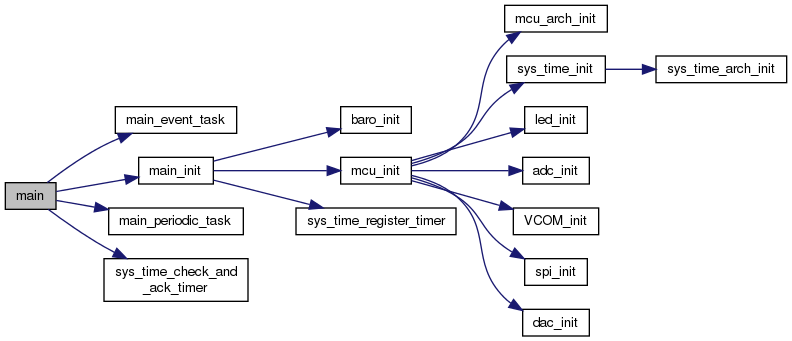 main
main_event_task
main_init
main_periodic_task
sys_time_check_and
_ack_timer
baro_init
mcu_init
sys_time_register_timer
mcu_arch_init
sys_time_init
led_init
adc_init
VCOM_init
spi_init
dac_init
sys_time_arch_init